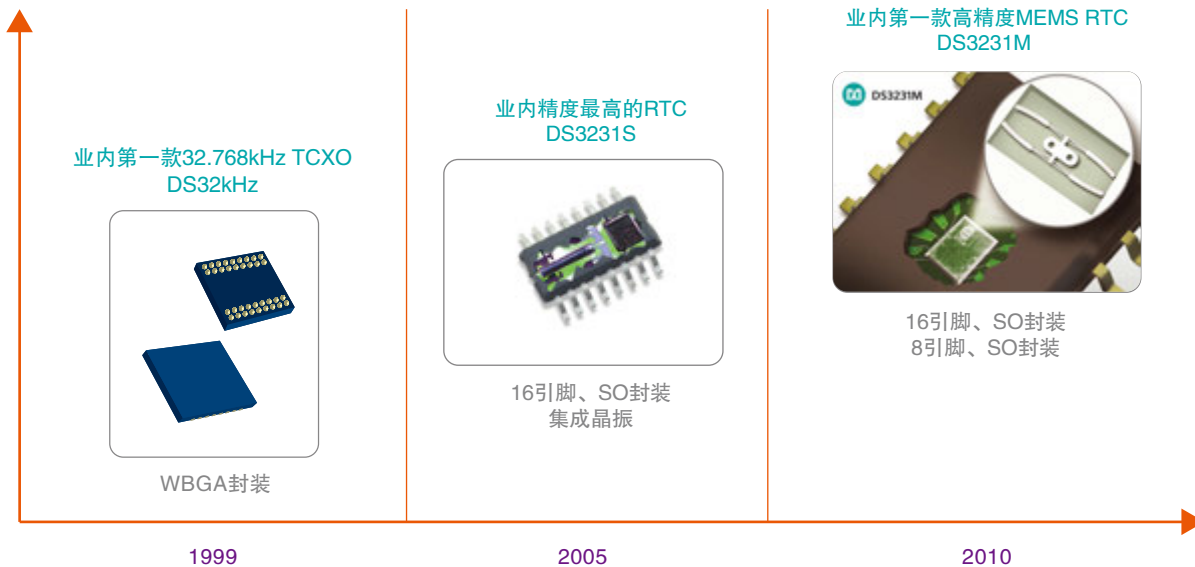 业内第一款32.768kHz TCXO
DS32kHz
WBGA封装
1999
业内精度最高的RTC
DS3231S
16引脚、SO封装
集成晶振
2005
业内第一款高精度MEMS RTC
DS3231M
DS3231M
16引脚、SO封装
8引脚、SO封装
2010